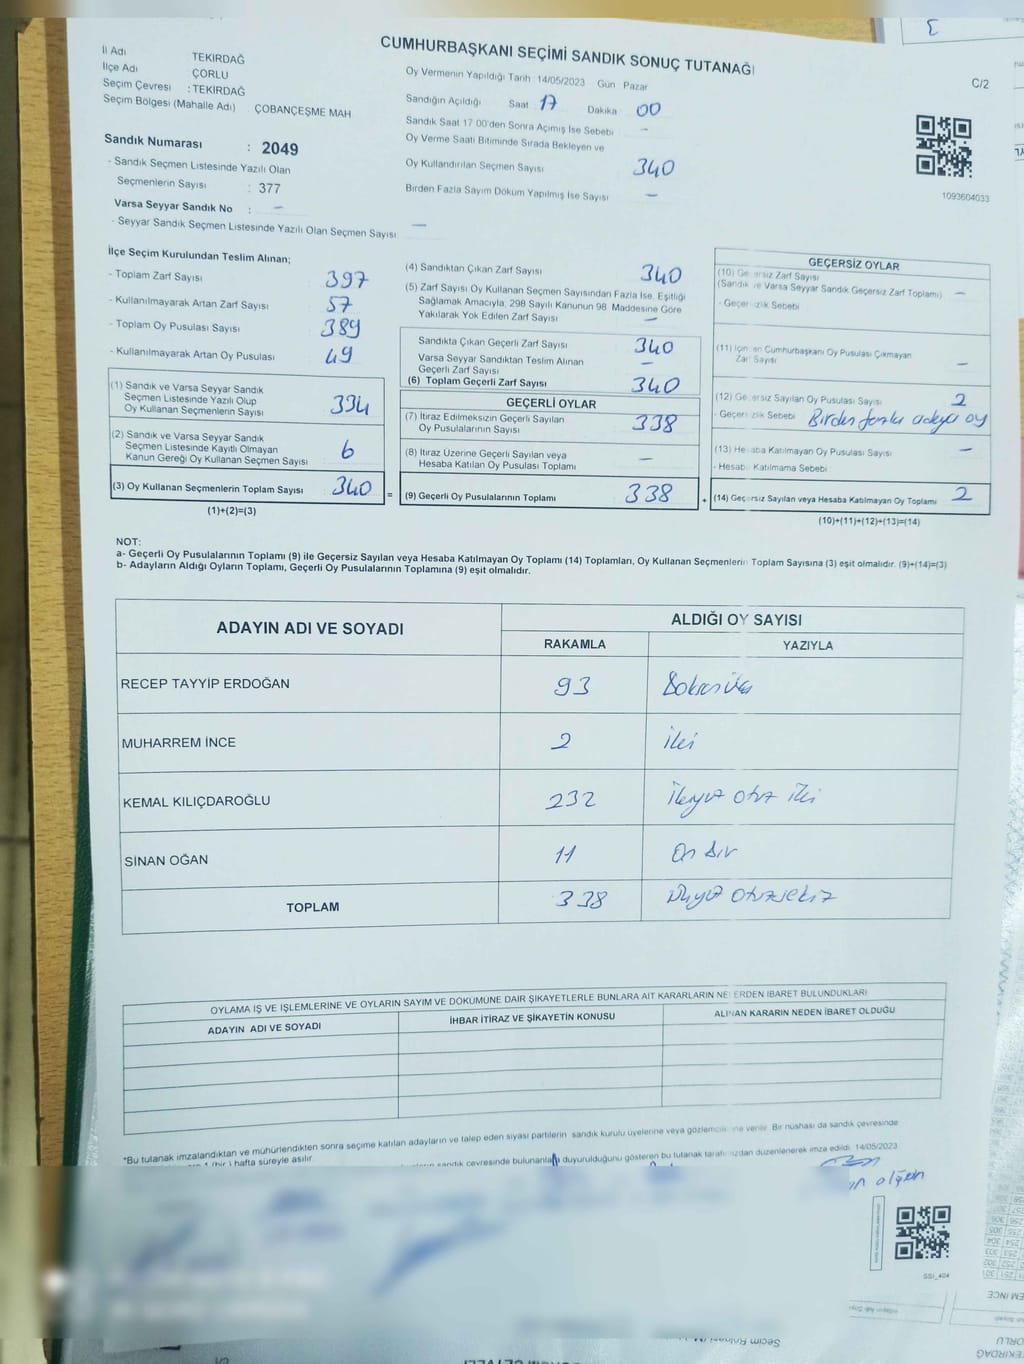 CUMHURBAŞKANI SEÇİMİ SANDIK SONUÇ TUTANAĞI
C/2
İl Adı TEKİRDAĞ
İlçe Adı ÇORLU
Seçim Çevresi : TEKİRDAĞ
Seçim Bölgesi (Mahalle Adı) ÇOBANÇEŞME MAH
Oy Vermenin Yapıldığı Tarih 14/05/2023 Gün Pazar
Sandığın Açıldığı Saat 17 Dakika 00
Sandık Saat 17 00'den Sonra Açımış İse Sebebi –
Oy Verme Saati Bitiminde Sırada Bekleyen ve
Oy Kullandırılan Seçmen Sayısı 340
Birden Fazla Sayım Döküm Yapılmış İse Sayısı –
1093604033
Sandık Numarası : 2049
- Sandık Seçmen Listesinde Yazılı Olan
Seçmenlerin Sayısı : 377
Varsa Seyyar Sandık No : –
- Seyyar Sandık Seçmen Listesinde Yazılı Olan Seçmen Sayısı –
İlçe Seçim Kurulundan Teslim Alınan;
- Toplam Zarf Sayısı 397
- Kullanılmayarak Artan Zarf Sayısı 57
- Toplam Oy Pusulası Sayısı 389
- Kullanılmayarak Artan Oy Pusulası 49
(1) Sandık ve Varsa Seyyar Sandık
Seçmen Listesinde Yazılı Olup
Oy Kullanan Seçmenlerin Sayısı 334
(2) Sandık ve Varsa Seyyar Sandık
Seçmen Listesinde Kayıtlı Olmayan
Kanun Gereği Oy Kullanan Seçmen Sayısı 6
(3) Oy Kullanan Seçmenlerin Toplam Sayısı 340
(1)+(2)=(3)
(4) Sandıktan Çıkan Zarf Sayısı 340
(5) Zarf Sayısı Oy Kullanan Seçmen Sayısından Fazla İse, Eşitliği
Sağlamak Amacıyla, 298 Sayılı Kanunun 98. Maddesine Göre
Yakılarak Yok Edilen Zarf Sayısı –
Sandıkta Çıkan Geçerli Zarf Sayısı 340
Varsa Seyyar Sandıktan Teslim Alınan
Geçerli Zarf Sayısı –
(6) Toplam Geçerli Zarf Sayısı 340
GEÇERLİ OYLAR
(7) İtiraz Edilmeksizin Geçerli Sayılan
Oy Pusulalarının Sayısı 338
(8) İtiraz Üzerine Geçerli Sayılan veya
Hesaba Katılan Oy Pusulası Toplamı –
= (9) Geçerli Oy Pusulalarının Toplamı 338 +
GEÇERSİZ OYLAR
(10) Geçersiz Zarf Sayısı
(Sandık ve Varsa Seyyar Sandık Geçersiz Zarf Toplamı) –
- Geçersizlik Sebebi
(11) İçinden Cumhurbaşkanı Oy Pusulası Çıkmayan
Zarf Sayısı –
(12) Geçersiz Sayılan Oy Pusulası Sayısı 2
- Geçersizlik Sebebi Birden fazla adaya oy
(13) Hesaba Katılmayan Oy Pusulası Sayısı –
- Hesaba Katılmama Sebebi
(14) Geçersiz Sayılan veya Hesaba Katılmayan Oy Toplamı 2
(10)+(11)+(12)+(13)=(14)
NOT:
a- Geçerli Oy Pusulalarının Toplamı (9) ile Geçersiz Sayılan veya Hesaba Katılmayan Oy Toplamı (14) Toplamları, Oy Kullanan Seçmenlerin Toplam Sayısına (3) eşit olmalıdır. (9)+(14)=(3)
b- Adayların Aldığı Oyların Toplamı, Geçerli Oy Pusulalarının Toplamına (9) eşit olmalıdır.
ADAYIN ADI VE SOYADI ALDIĞI OY SAYISI
RAKAMLA YAZIYLA
RECEP TAYYİP ERDOĞAN 93 Doksan üç
MUHARREM İNCE 2 iki
KEMAL KILIÇDAROĞLU 232 ikiyüz otuz iki
SİNAN OĞAN 11 On bir
TOPLAM 338 üçyüz otuzsekiz
OYLAMA İŞ VE İŞLEMLERİNE VE OYLARIN SAYIM VE DÖKÜMÜNE DAİR ŞİKAYETLERLE BUNLARA AİT KARARLARIN NELERDEN İBARET BULUNDUKLARI
ADAYIN ADI VE SOYADI İHBAR İTİRAZ VE ŞİKAYETİN KONUSU ALINAN KARARIN NEDEN İBARET OLDUĞU
*Bu tutanak imzalandıktan ve mühürlendikten sonra seçime katılan adayların ve talep eden siyasi partilerin sandık kurulu üyelerine veya gözlemcilerine verilir. Bir nüshası da sandık çevresinde
(bir) hafta süreyle asılır.
sandık çevresinde bulunanlara duyurulduğunu gösteren bu tutanak tarafımızdan düzenlenerek imza edildi. 14/05/2023
SSİ_404